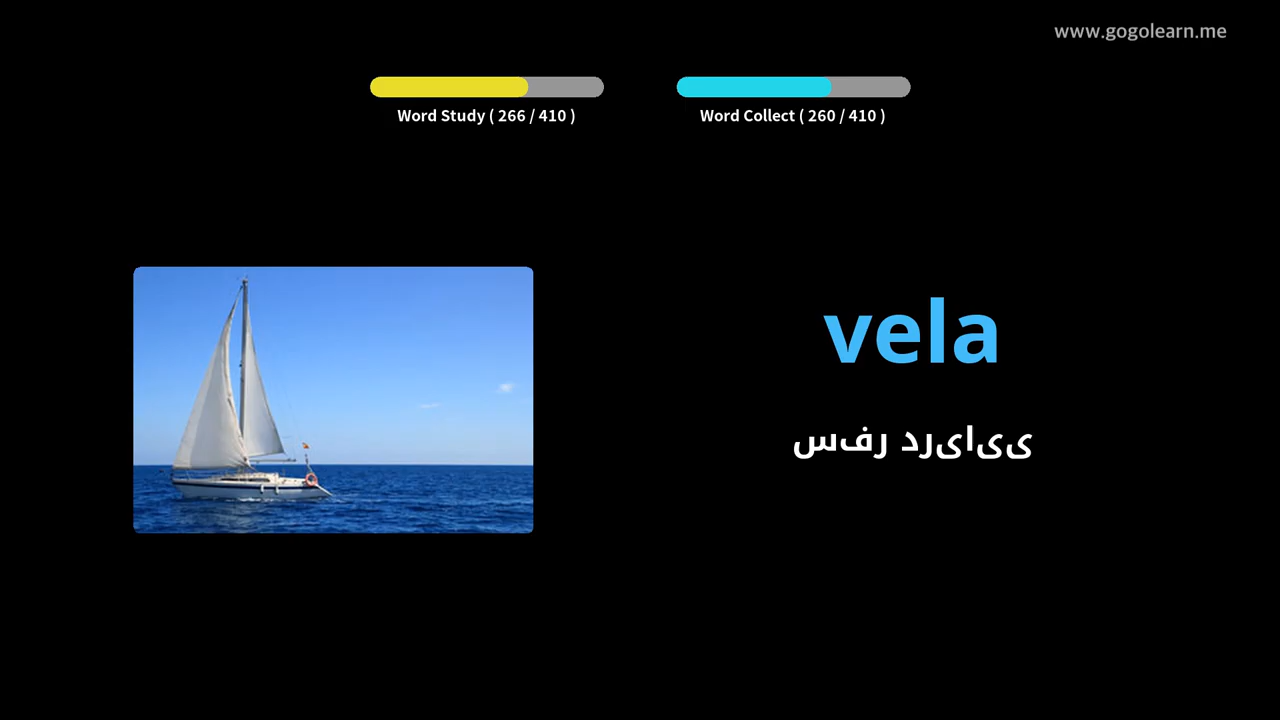 www.gogolearn.me
Word Study ( 266 / 410 )
Word Collect ( 260 / 410 )
vela
سفر دریایی